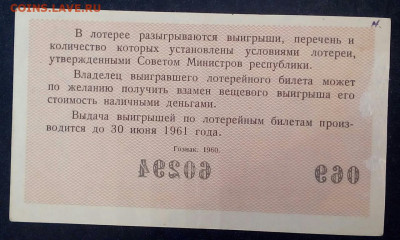 COINS.LAVE.RU
В лотерее разыгрываются выигрыши, перечень и
количество которых установлены условиями лотереи,
утвержденными Советом Министров республики.
Владелец выигравшего лотерейного билета может
по желанию получить взамен вещевого выигрыша его
стоимость наличными деньгами.
Выдача выигрышей по лотерейным билетам произ-
водится до 30 июня 1961 года.
Гознак. 1960.